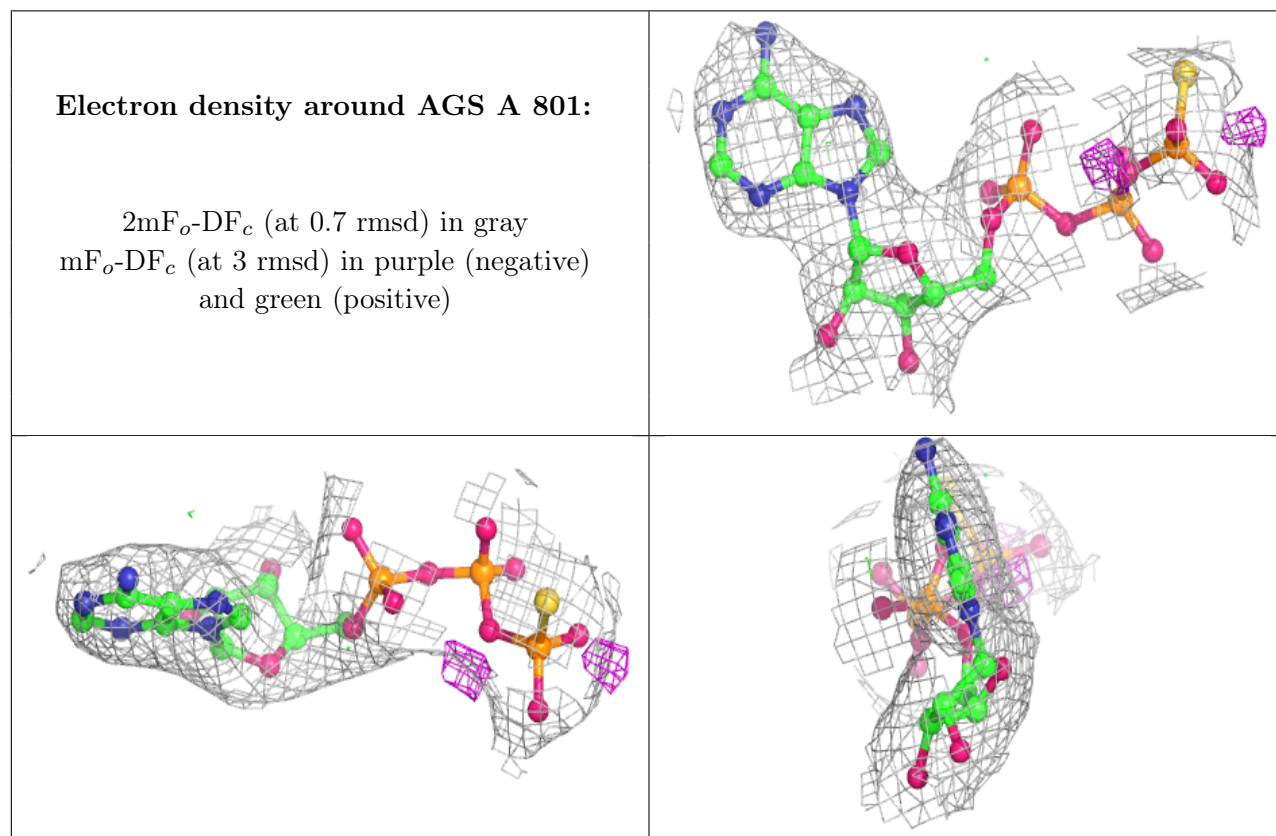 Electron density around AGS A 801:
2mFo-DFc (at 0.7 rmsd) in gray
mFo-DFc (at 3 rmsd) in purple (negative)
and green (positive)